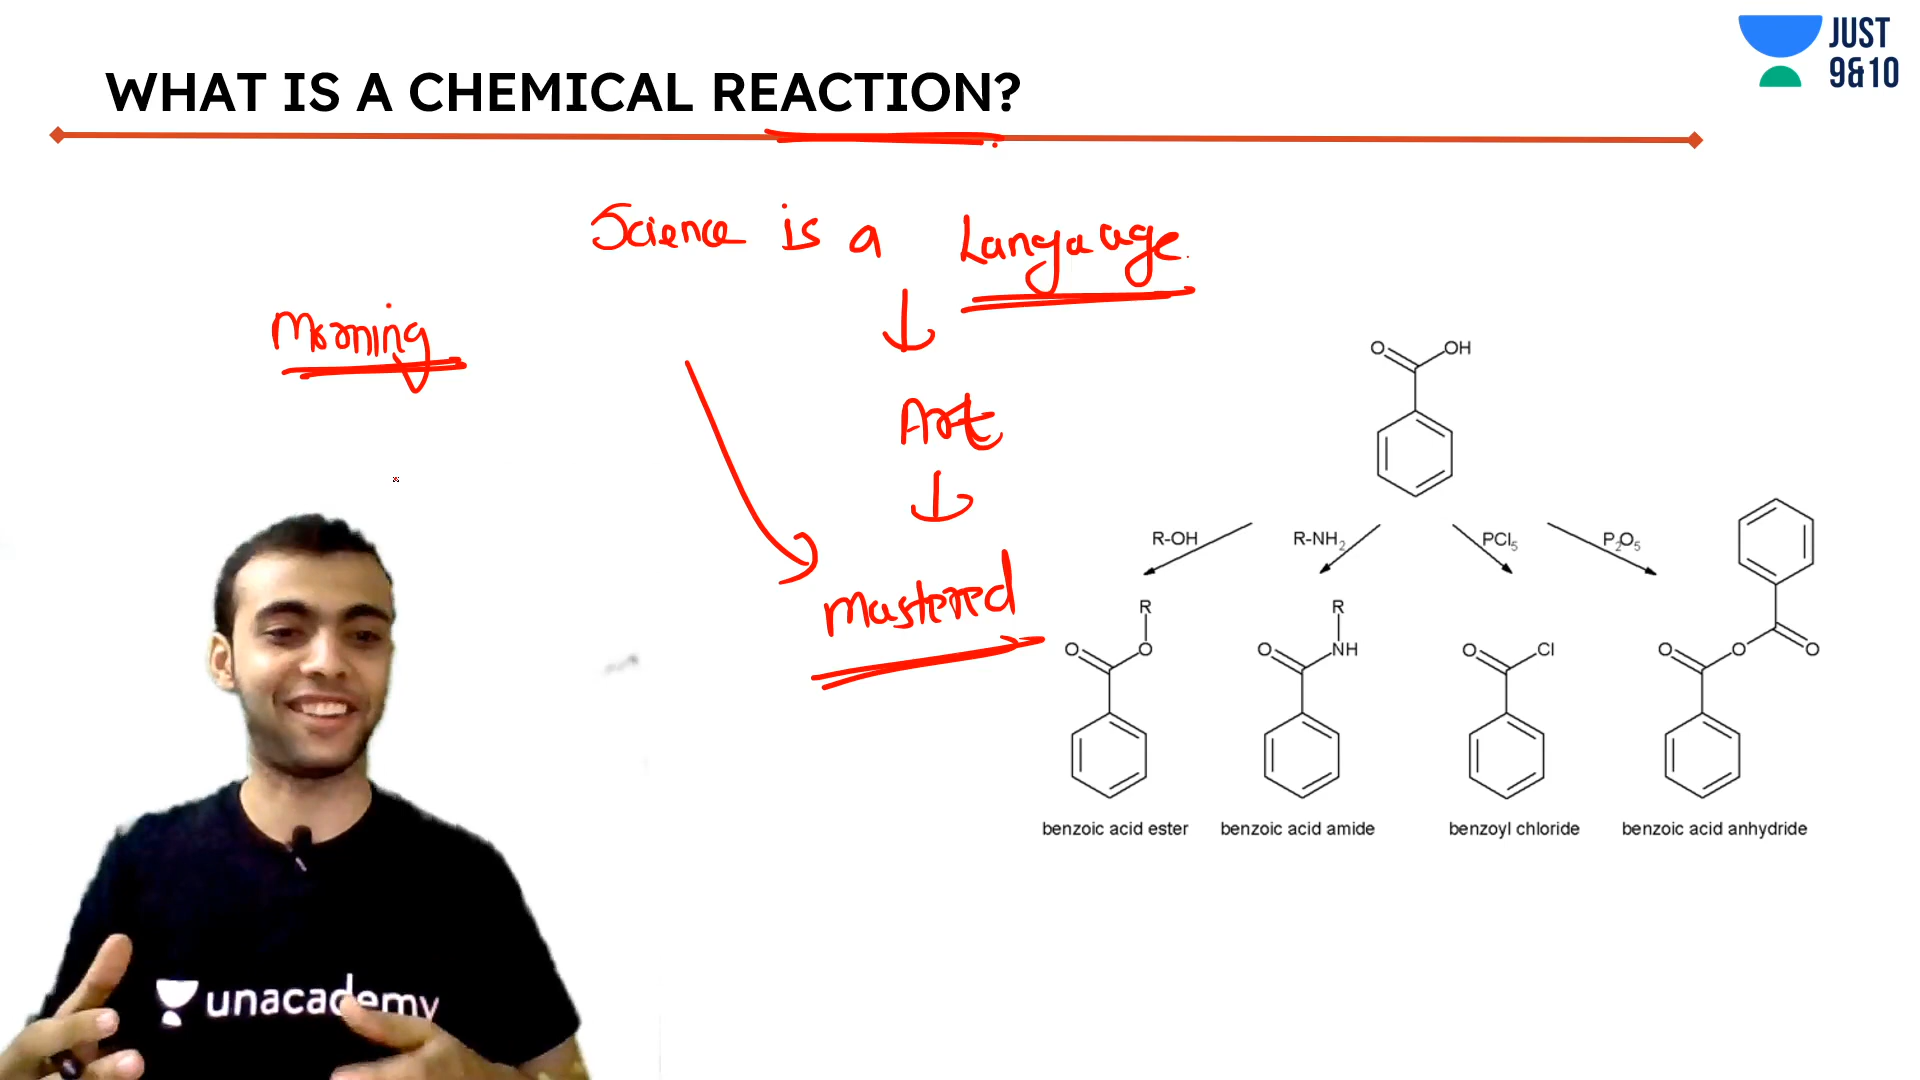 JUST
9&10
WHAT IS A CHEMICAL REACTION?
Science is a Langauage
Morning
Art
Mastered
O OH
R-OH R-NH2 PCl5 P2O5
R R
O O O NH O Cl O O O
benzoic acid ester benzoic acid amide benzoyl chloride benzoic acid anhydride
unacademy